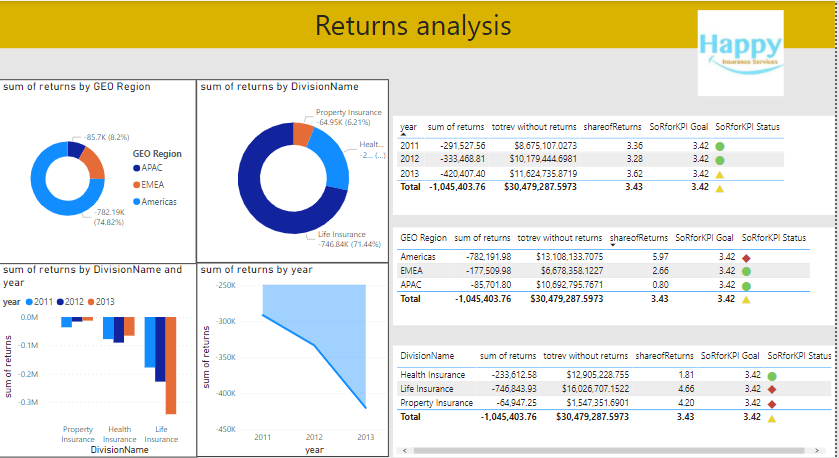 Returns analysis
Happy
Insurance Services
sum of returns by GEO Region
-85.7K (8.2%)
-782.19K
(74.82%)
GEO Region
APAC
EMEA
Americas
sum of returns by DivisionName
Property Insurance
-64.95K (6.21%)
Healt...
-2... (...)
Life Insurance
-746.84K (71.44%)
sum of returns by DivisionName and
year
year 2011 2012 2013
sum of returns
0.0M
-0.1M
-0.2M
-0.3M
Property Insurance
Health Insurance
Life Insurance
DivisionName
sum of returns by year
sum of returns
-250K
-300K
-350K
-400K
-450K
2011 2012 2013
year
year sum of returns totrev without returns shareofReturns SoRforKPI Goal SoRforKPI Status
2011 -291,527.56 $8,675,107.0273 3.36 3.42
2012 -333,468.81 $10,179,444.6981 3.28 3.42
2013 -420,407.40 $11,624,735.8719 3.62 3.42
Total -1,045,403.76 $30,479,287.5973 3.43 3.42
GEO Region sum of returns totrev without returns shareofReturns SoRforKPI Goal SoRforKPI Status
Americas -782,191.98 $13,108,133.7075 5.97 3.42
EMEA -177,509.98 $6,678,358.1227 2.66 3.42
APAC -85,701.80 $10,692,795.7671 0.80 3.42
Total -1,045,403.76 $30,479,287.5973 3.43 3.42
DivisionName sum of returns totrev without returns shareofReturns SoRforKPI Goal SoRforKPI Status
Health Insurance -233,612.58 $12,905,228.755 1.81 3.42
Life Insurance -746,843.93 $16,026,707.1522 4.66 3.42
Property Insurance -64,947.25 $1,547,351.6901 4.20 3.42
Total -1,045,403.76 $30,479,287.5973 3.43 3.42